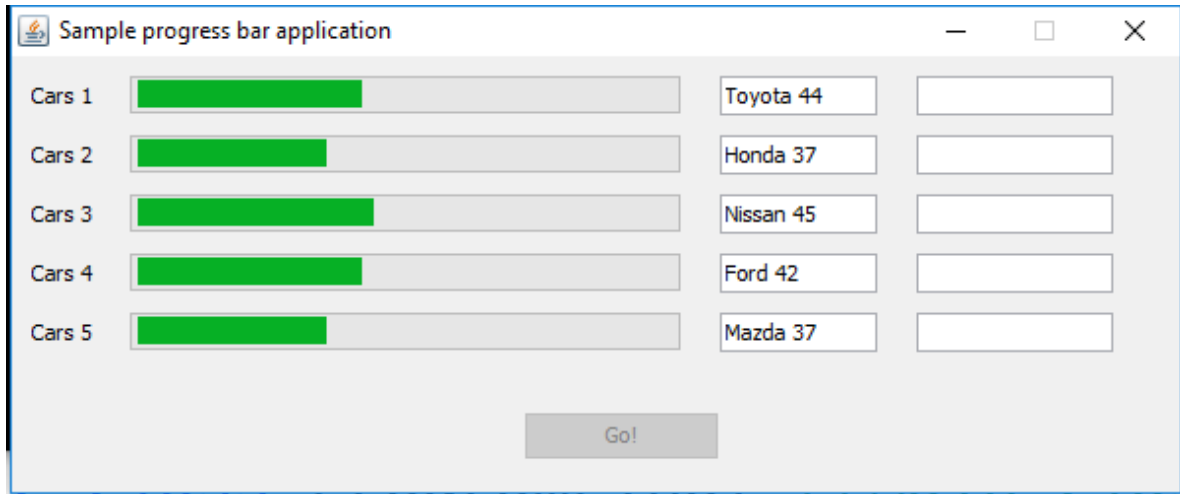 Sample progress bar application
Cars 1 Toyota 44
Cars 2 Honda 37
Cars 3 Nissan 45
Cars 4 Ford 42
Cars 5 Mazda 37
Go!